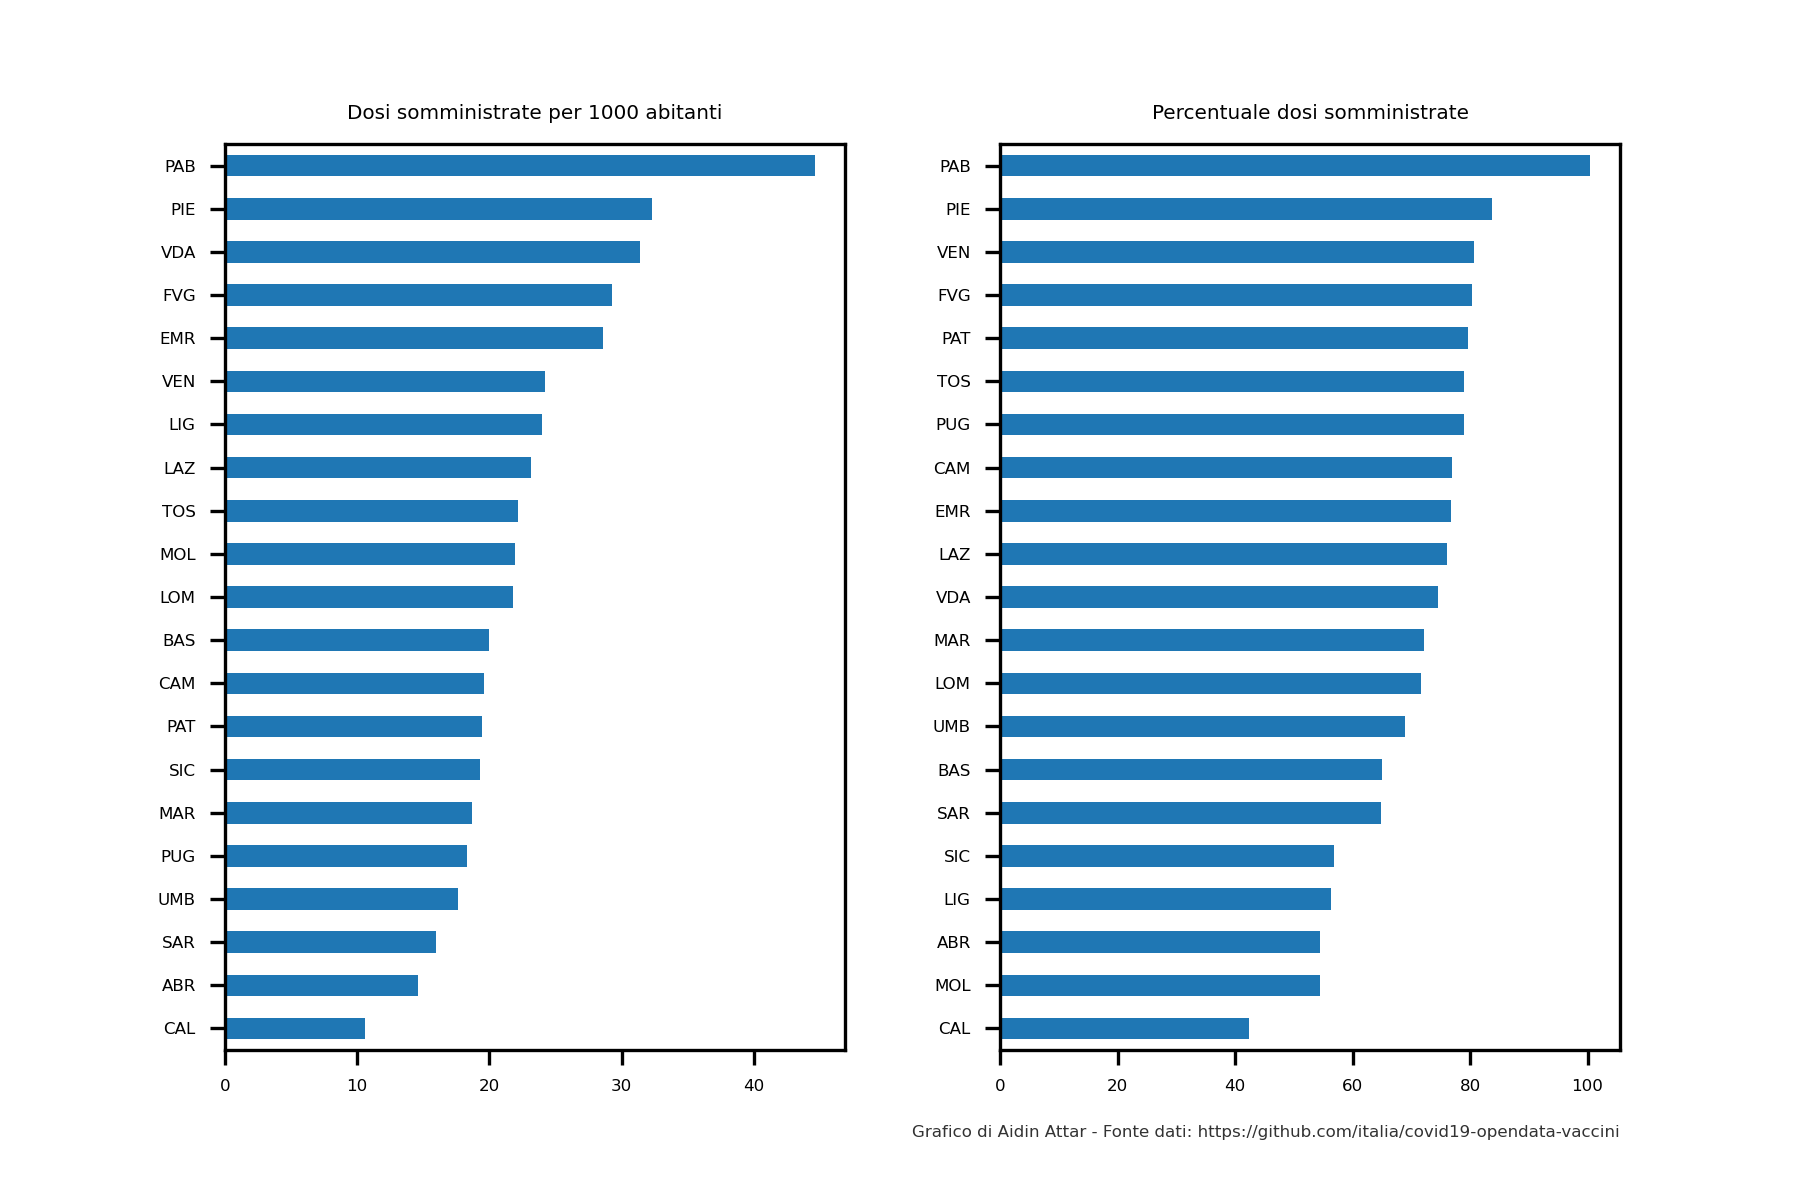 Dosi somministrate per 1000 abitanti
PAB
PIE
VDA
FVG
EMR
VEN
LIG
LAZ
TOS
MOL
LOM
BAS
CAM
PAT
SIC
MAR
PUG
UMB
SAR
ABR
CAL
0 10 20 30 40
Percentuale dosi somministrate
PAB
PIE
VEN
FVG
PAT
TOS
PUG
CAM
EMR
LAZ
VDA
MAR
LOM
UMB
BAS
SAR
SIC
LIG
ABR
MOL
CAL
0 20 40 60 80 100
Grafico di Aidin Attar - Fonte dati: https://github.com/italia/covid19-opendata-vaccini